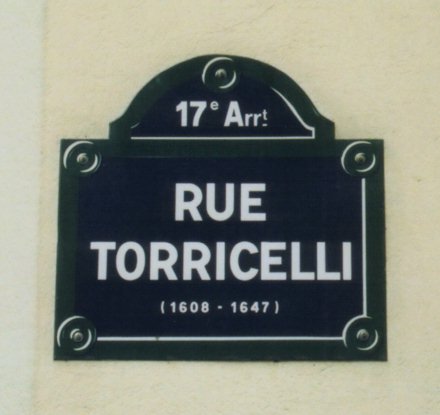 17e Arrt
RUE
TORRICELLI
(1608 - 1647)